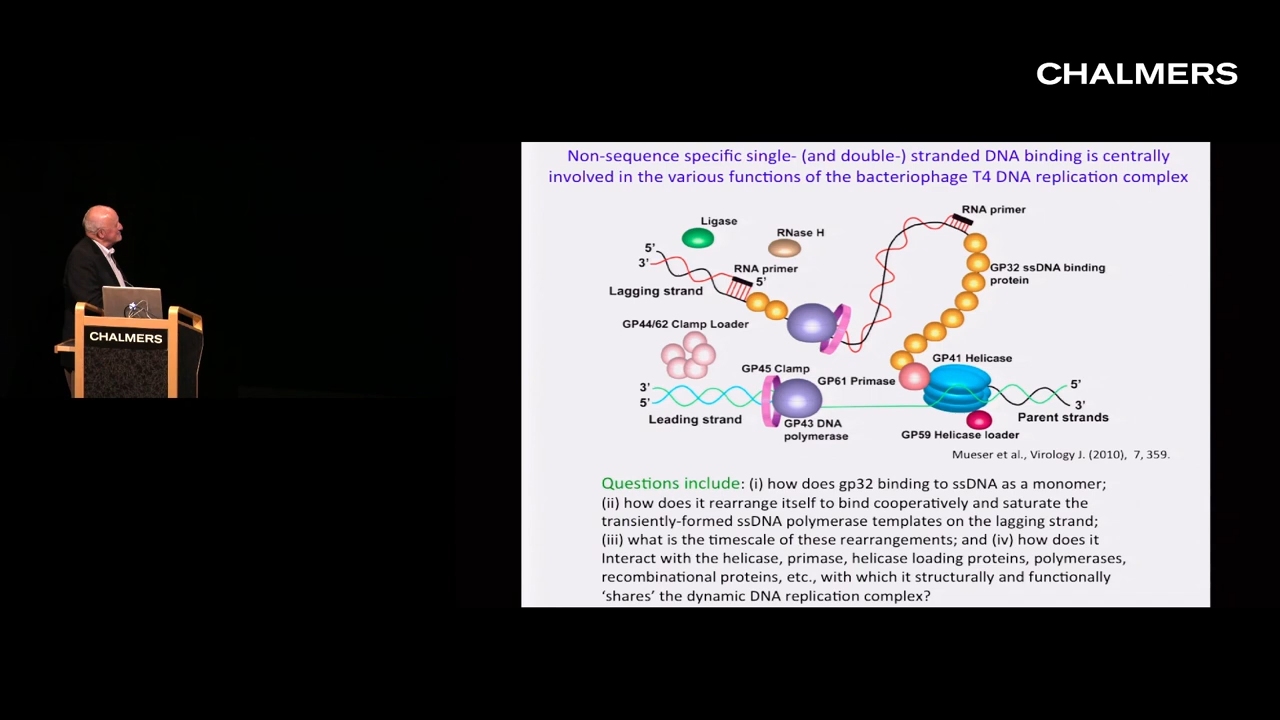 CHALMERS
Non-sequence specific single- (and double-) stranded DNA binding is centrally
involved in the various functions of the bacteriophage T4 DNA replication complex
RNA primer
Ligase
RNase H
5'
3'
RNA primer
5'
GP32 ssDNA binding
protein
Lagging strand
GP44/62 Clamp Loader
GP41 Helicase
GP45 Clamp
GP61 Primase
3'
5'
5'
3'
Leading strand
GP43 DNA
polymerase
Parent strands
GP59 Helicase loader
Mueser et al., Virology J. (2010), 7, 359.
Questions include: (i) how does gp32 binding to ssDNA as a monomer;
(ii) how does it rearrange itself to bind cooperatively and saturate the
transiently-formed ssDNA polymerase templates on the lagging strand;
(iii) what is the timescale of these rearrangements; and (iv) how does it
Interact with the helicase, primase, helicase loading proteins, polymerases,
recombinational proteins, etc., with which it structurally and functionally
‘shares’ the dynamic DNA replication complex?
CHALMERS